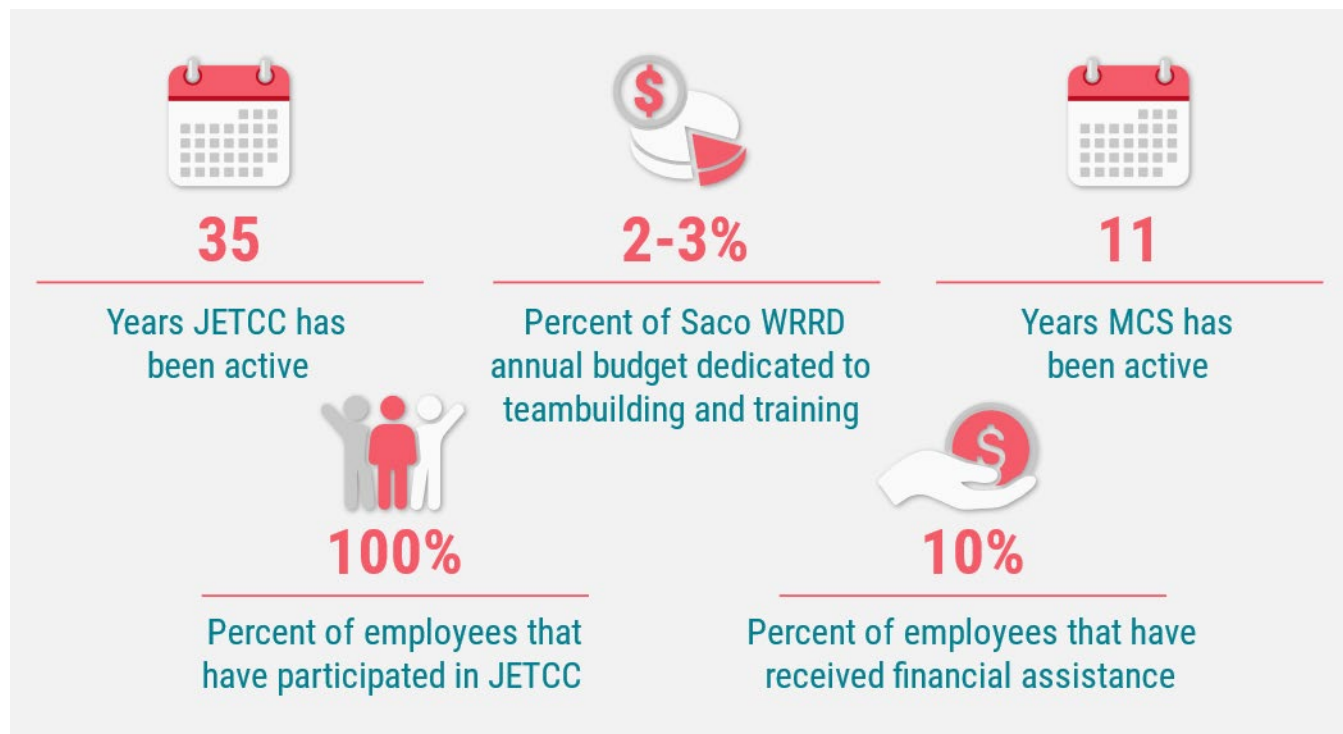 35
Years JETCC has
been active
2-3%
Percent of Saco WRRD
annual budget dedicated to
teambuilding and training
11
Years MCS has
been active
100%
Percent of employees that
have participated in JETCC
$
10%
Percent of employees that have
received financial assistance
$